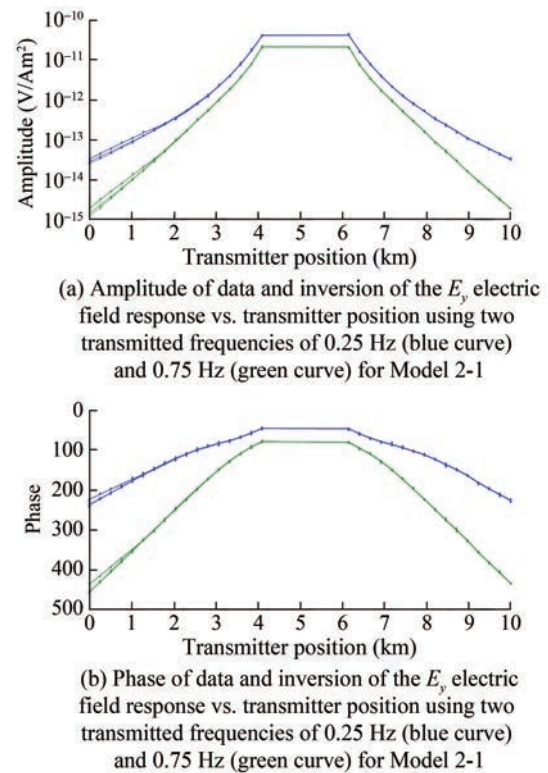 10⁻¹⁰
10⁻¹¹
10⁻¹²
10⁻¹³
10⁻¹⁴
10⁻¹⁵
Amplitude (V/Am²)
0 1 2 3 4 5 6 7 8 9 10
Transmitter position (km)
(a) Amplitude of data and inversion of the Ey electric
field response vs. transmitter position using two
transmitted frequencies of 0.25 Hz (blue curve)
and 0.75 Hz (green curve) for Model 2-1
0
100
200
300
400
500
Phase
0 1 2 3 4 5 6 7 8 9 10
Transmitter position (km)
(b) Phase of data and inversion of the Ey electric
field response vs. transmitter position using two
transmitted frequencies of 0.25 Hz (blue curve)
and 0.75 Hz (green curve) for Model 2-1